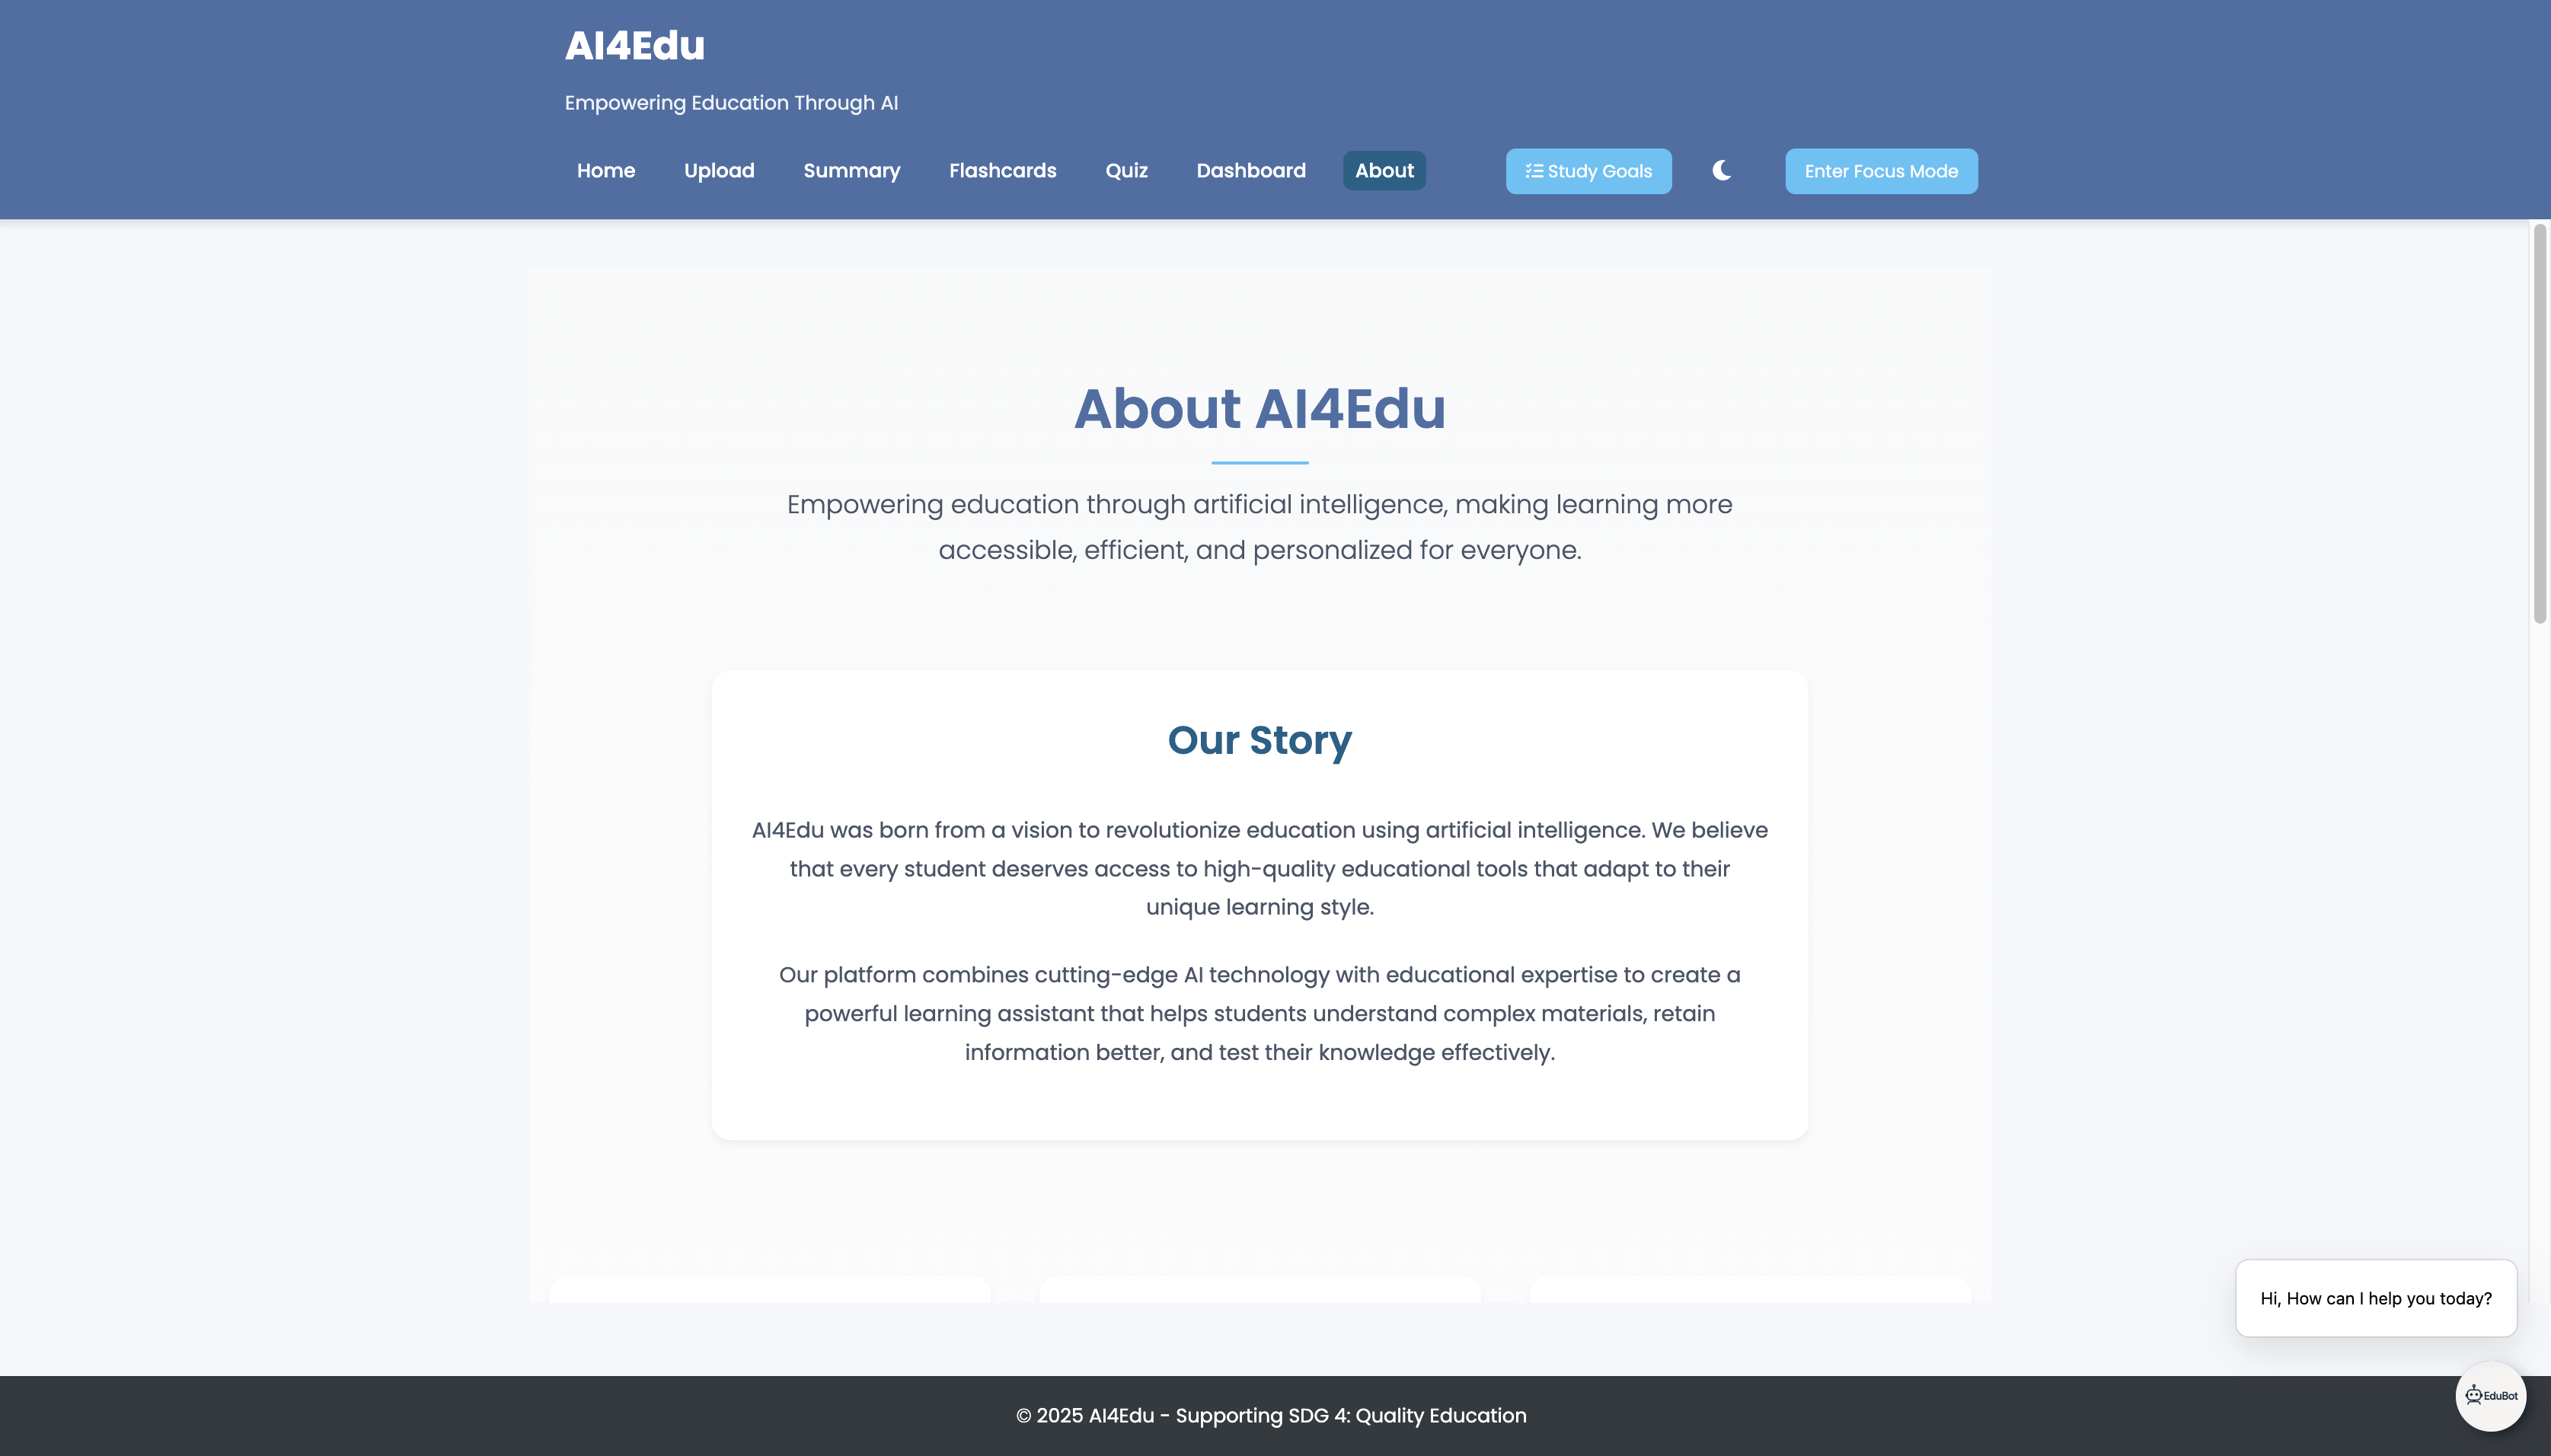 AI4Edu
Empowering Education Through AI
Home
Upload
Summary
Flashcards
Quiz
Dashboard
About
Study Goals
Enter Focus Mode
About AI4Edu
Empowering education through artificial intelligence, making learning more
accessible, efficient, and personalized for everyone.
Our Story
AI4Edu was born from a vision to revolutionize education using artificial intelligence. We believe
that every student deserves access to high-quality educational tools that adapt to their
unique learning style.
Our platform combines cutting-edge AI technology with educational expertise to create a
powerful learning assistant that helps students understand complex materials, retain
information better, and test their knowledge effectively.
Hi, How can I help you today?
EduBot
© 2025 AI4Edu - Supporting SDG 4: Quality Education